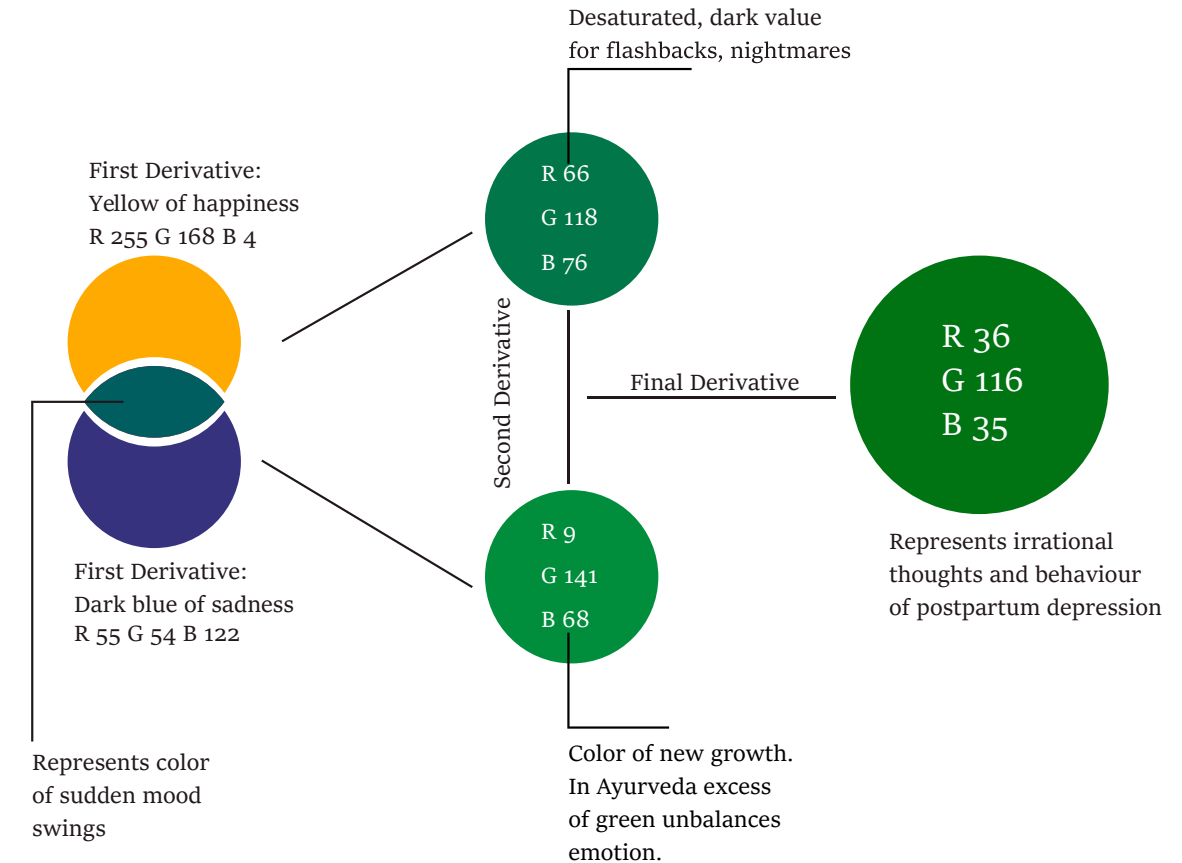 Desaturated, dark value
for flashbacks, nightmares
First Derivative:
Yellow of happiness
R 255 G 168 B 4
R 66
G 118
B 76
Second Derivative
Final Derivative
R 36
G 116
B 35
R 9
G 141
B 68
First Derivative:
Dark blue of sadness
R 55 G 54 B 122
Represents irrational
thoughts and behaviour
of postpartum depression
Represents color
of sudden mood
swings
Color of new growth.
In Ayurveda excess
of green unbalances
emotion.